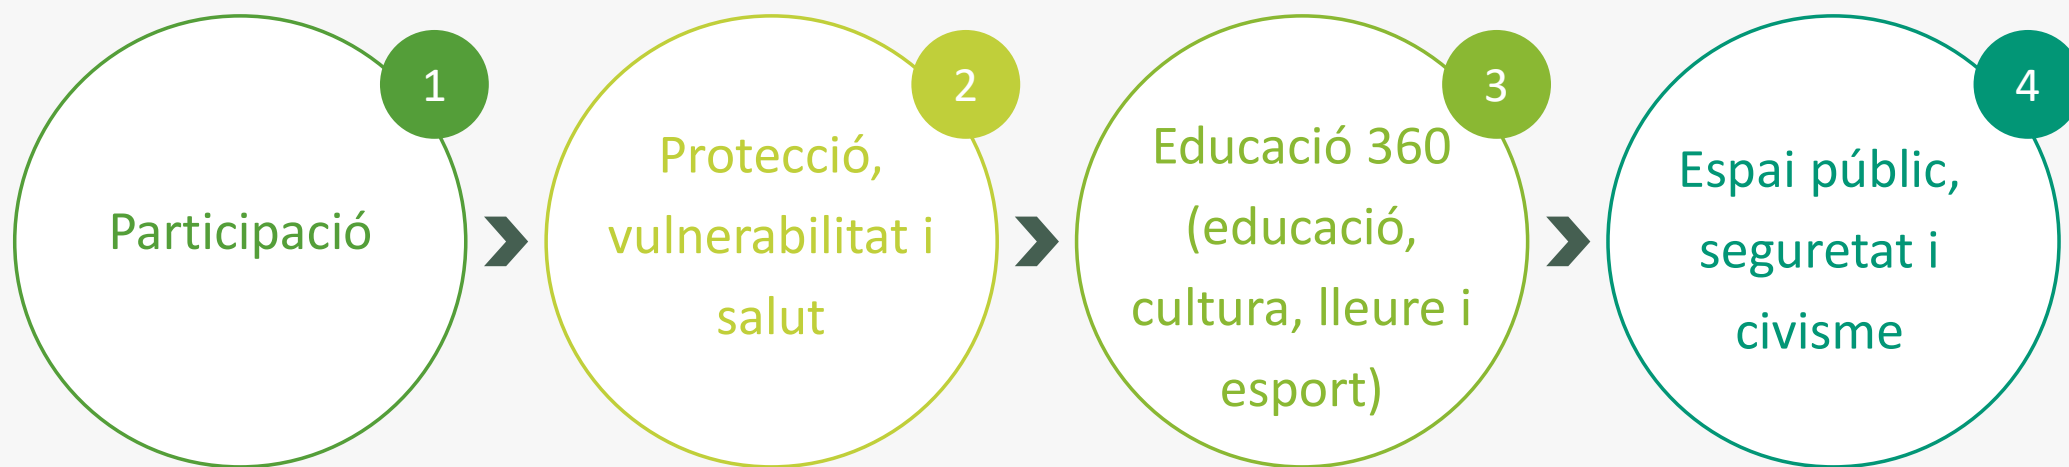 1
Participació
2
Protecció,
vulnerabilitat i
salut
3
Educació 360
(educació,
cultura, lleure i
esport)
4
Espai públic,
seguretat i
civisme